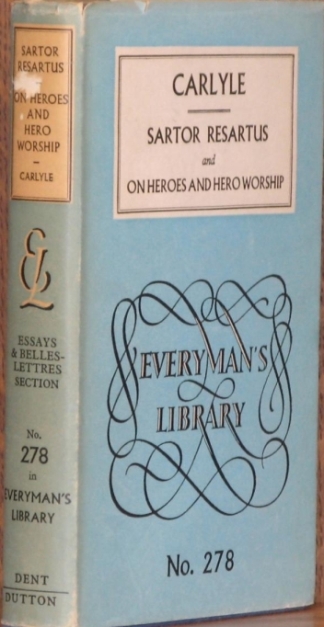 SARTOR
RESARTUS
ON HEROES
AND
HERO
WORSHIP
CARLYLE
EL
ESSAYS
& BELLES-
LETTRES
SECTION
No.
278
in
EVERYMAN'S
LIBRARY
DENT
DUTTON
CARLYLE
SARTOR RESARTUS
and
ON HEROES AND HERO WORSHIP
EVERYMAN'S
LIBRARY
No. 278